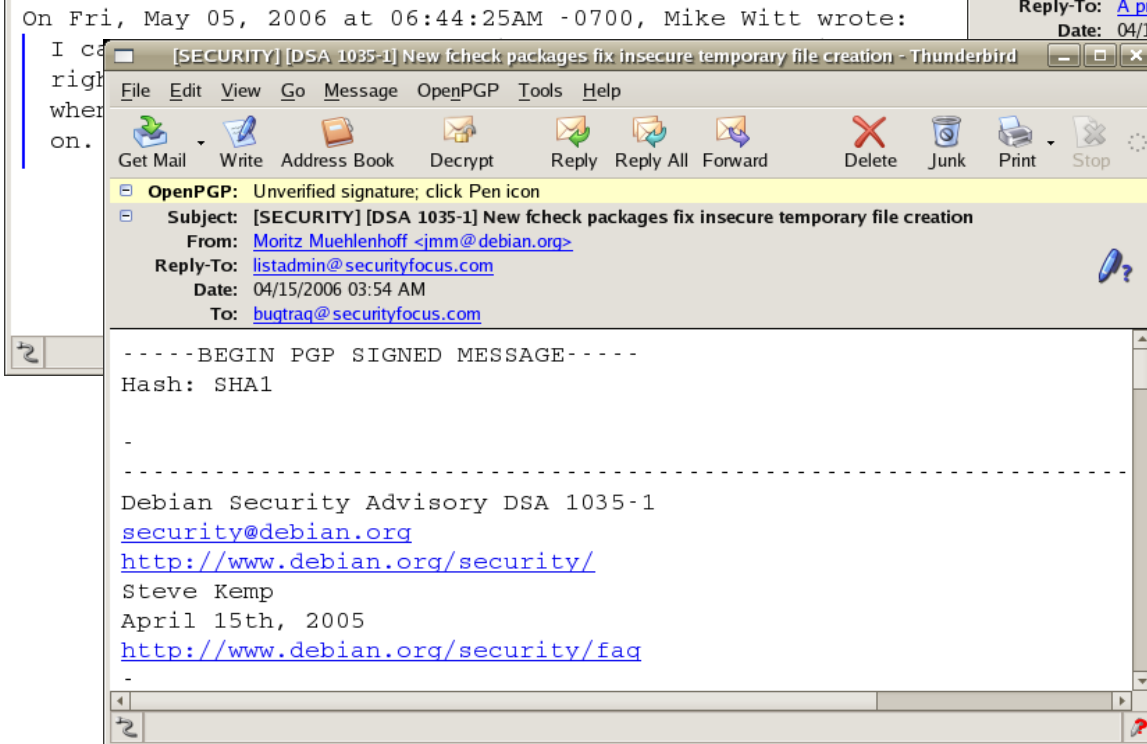 On Fri, May 05, 2006 at 06:44:25AM -0700, Mike Witt wrote:
Reply-To:
Date: 04/1
on.
[SECURITY] [DSA 1035-1] New fcheck packages fix insecure temporary file creation - Thunderbird
File Edit View Go Message OpenPGP Tools Help
Get Mail Write Address Book Decrypt Reply Reply All Forward Delete Junk Print Stop
OpenPGP: Unverified signature; click Pen icon
Subject: [SECURITY] [DSA 1035-1] New fcheck packages fix insecure temporary file creation
From: Moritz Muehlenhoff <jmm@debian.org>
Reply-To: listadmin@securityfocus.com
Date: 04/15/2006 03:54 AM
To: bugtraq@securityfocus.com
-----BEGIN PGP SIGNED MESSAGE-----
Hash: SHA1
-
------------------------------------------------------------------
Debian Security Advisory DSA 1035-1
security@debian.org
http://www.debian.org/security/
Steve Kemp
April 15th, 2005
http://www.debian.org/security/faq
-